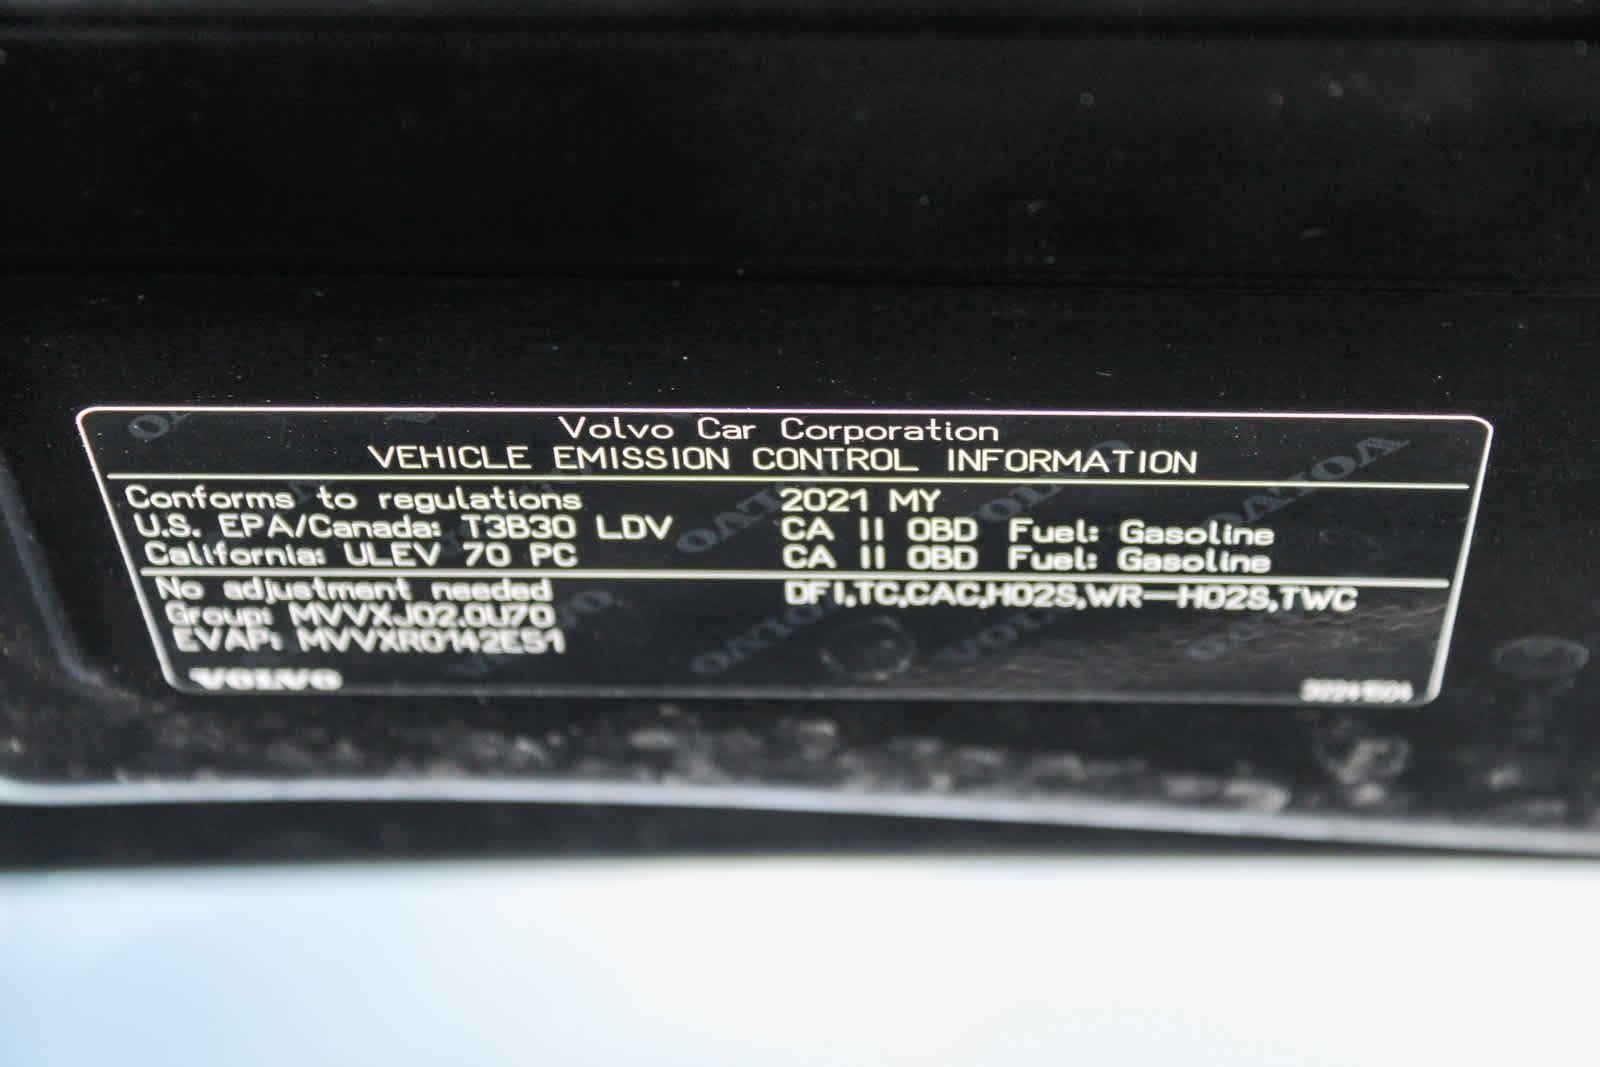 Volvo Car Corporation
VEHICLE EMISSION CONTROL INFORMATION
Conforms to regulations 2021 MY
U.S. EPA/Canada: T3B30 LDV CA II OBD Fuel: Gasoline
California: ULEV 70 PC CA II OBD Fuel: Gasoline
No adjustment needed DFI,TC,CAC,HO2S,WR-HO2S,TWC
Group: MVVXJ02.0U70
EVAP: MVVXR0142E51
VOLVO